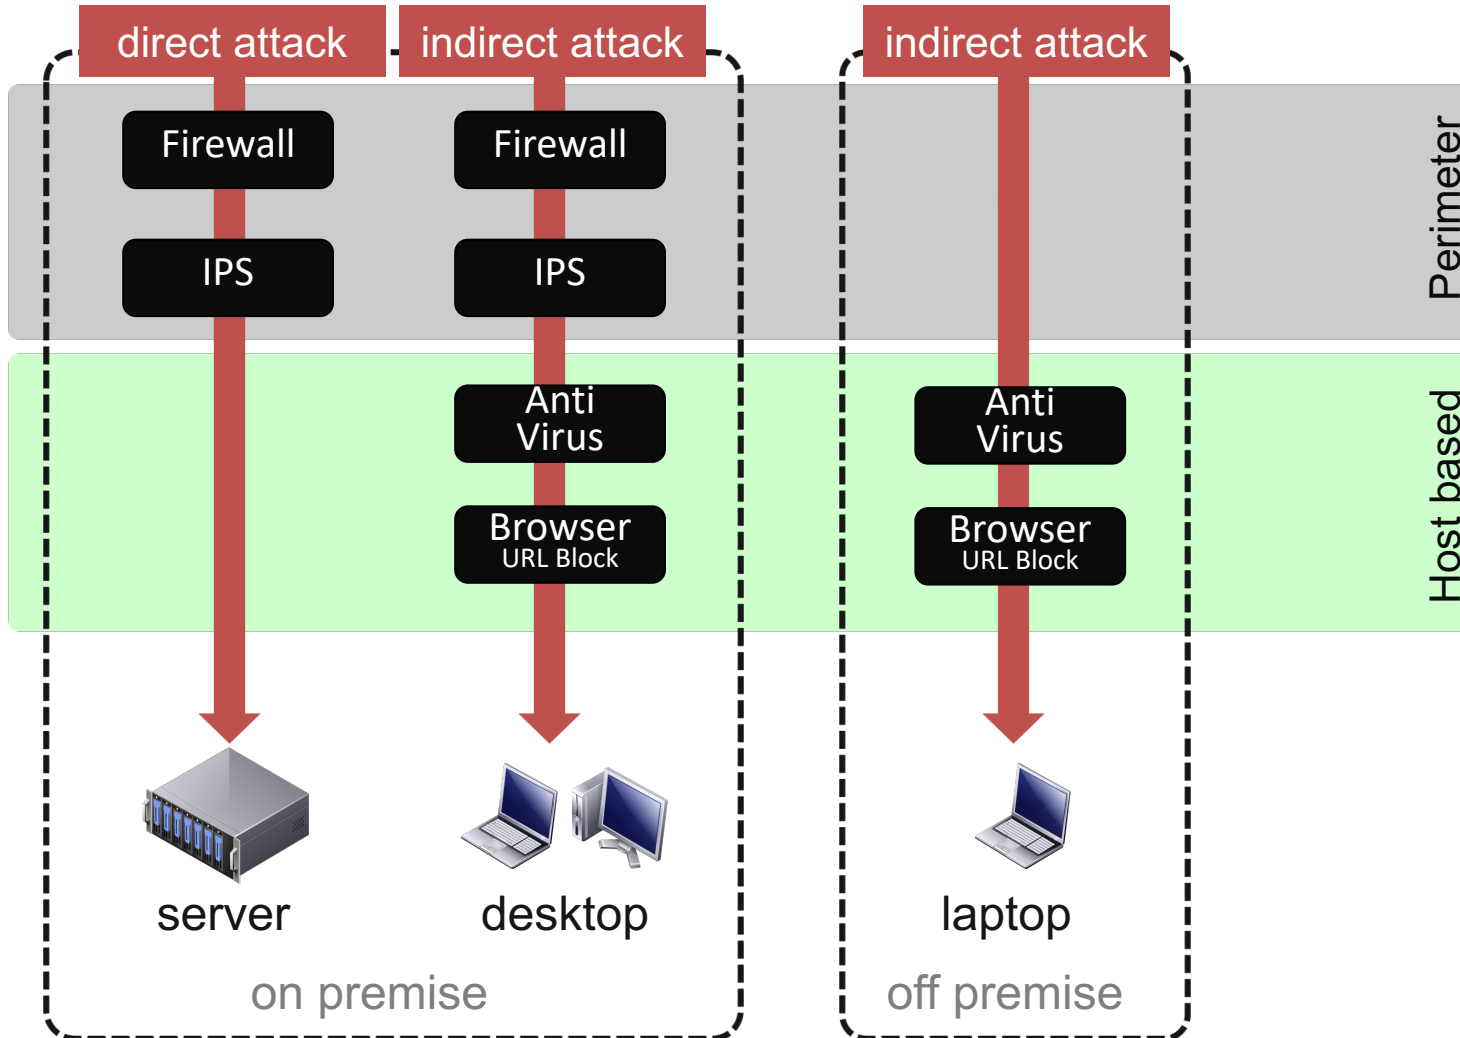 direct attack
indirect attack
indirect attack
Firewall
Firewall
IPS
IPS
Perimeter
Anti
Virus
Anti
Virus
Browser
URL Block
Browser
URL Block
Host based
server
desktop
laptop
on premise
off premise